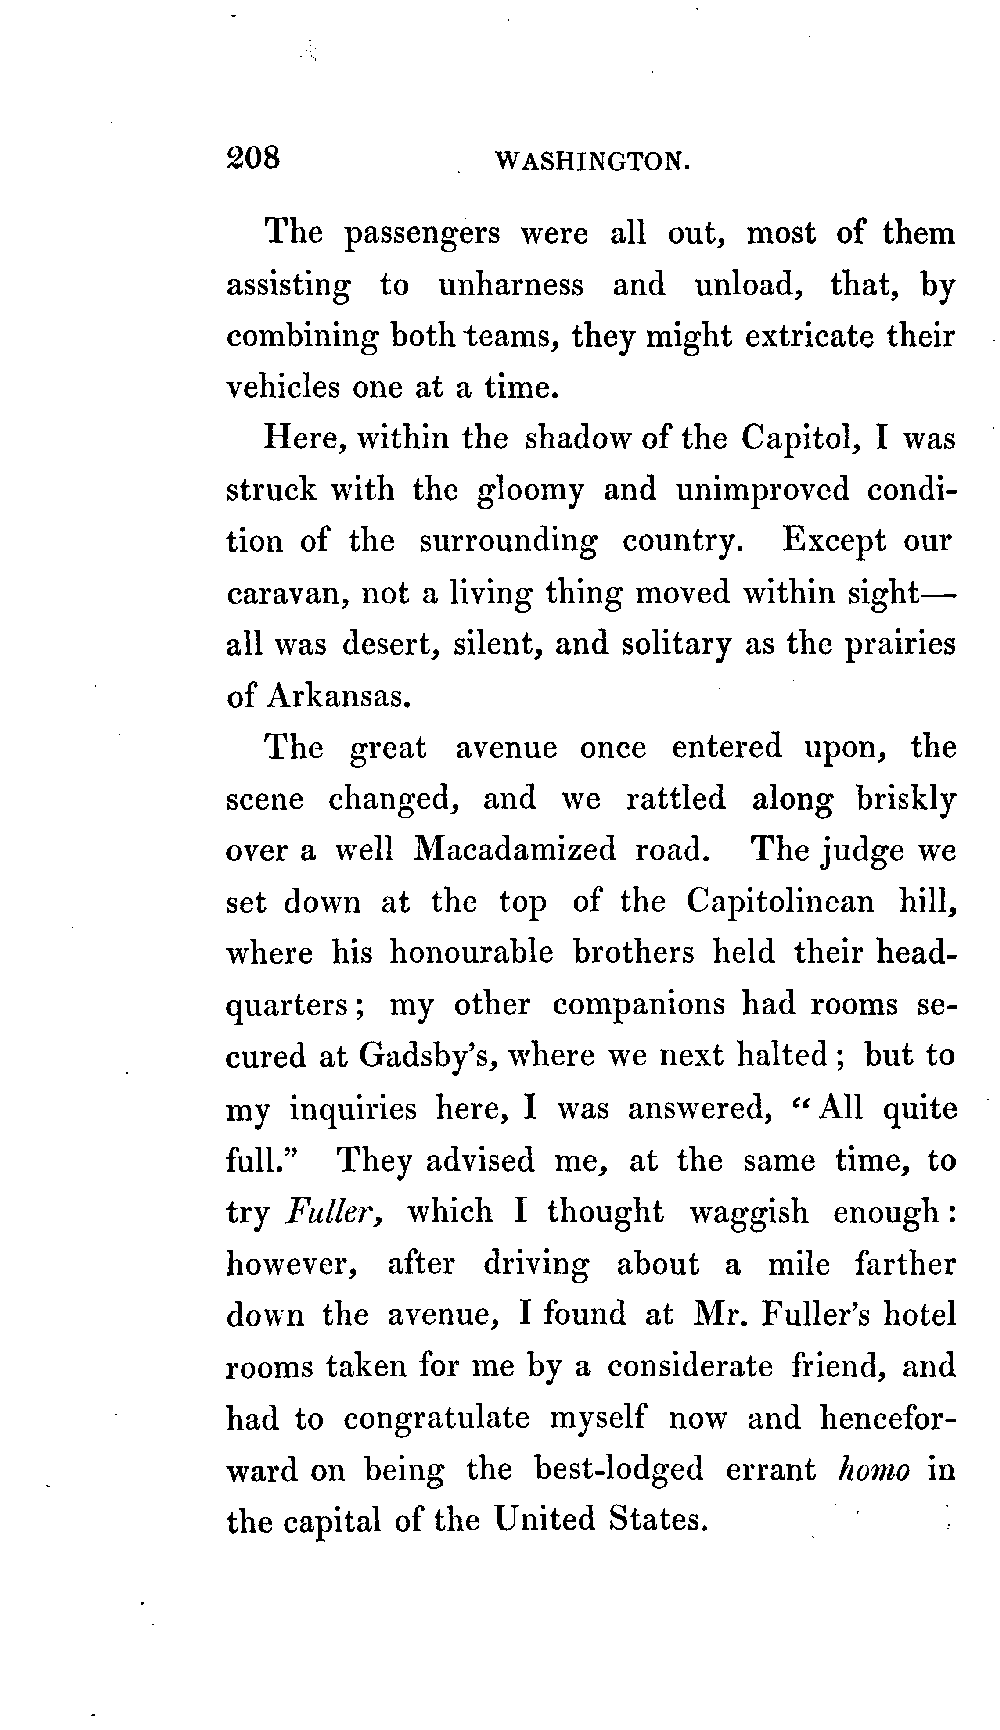 208 WASHINGTON.
The passengers were all out, most of them
assisting to unharness and unload, that, by
combining both teams, they might extricate their
vehicles one at a time.
Here, within the shadow of the Capitol, I was
struck with the gloomy and unimproved condi-
tion of the surrounding country. Except our
caravan, not a living thing moved within sight—
all was desert, silent, and solitary as the prairies
of Arkansas.
The great avenue once entered upon, the
scene changed, and we rattled along briskly
over a well Macadamized road. The judge we
set down at the top of the Capitolinean hill,
where his honourable brothers held their head-
quarters; my other companions had rooms se-
cured at Gadsby's, where we next halted; but to
my inquiries here, I was answered, “All quite
full.” They advised me, at the same time, to
try Fuller, which I thought waggish enough:
however, after driving about a mile farther
down the avenue, I found at Mr. Fuller's hotel
rooms taken for me by a considerate friend, and
had to congratulate myself now and hencefor-
ward on being the best-lodged errant homo in
the capital of the United States.